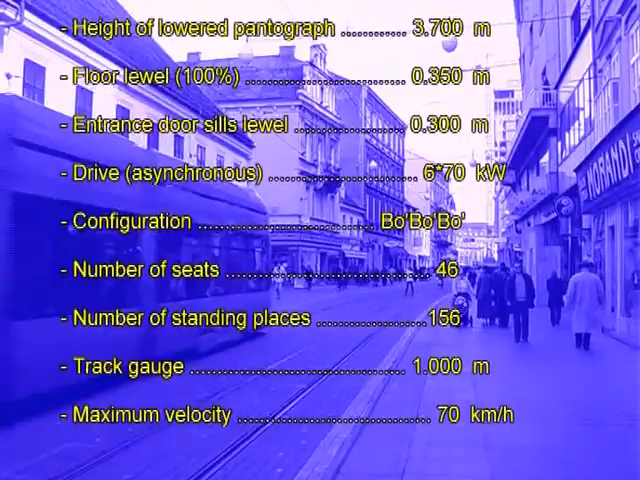 - Height of lowered pantograph ............ 3.700 m
- Floor lewel (100%) ............................. 0.350 m
- Entrance door sills lewel .................... 0.300 m
- Drive (asynchronous) ........................... 6*70 kW
- Configuration ................................ Bo'Bo'Bo'
- Number of seats ..................................... 46
- Number of standing places ....................156
- Track gauge ....................................... 1.000 m
- Maximum velocity ................................... 70 km/h
MORANDI